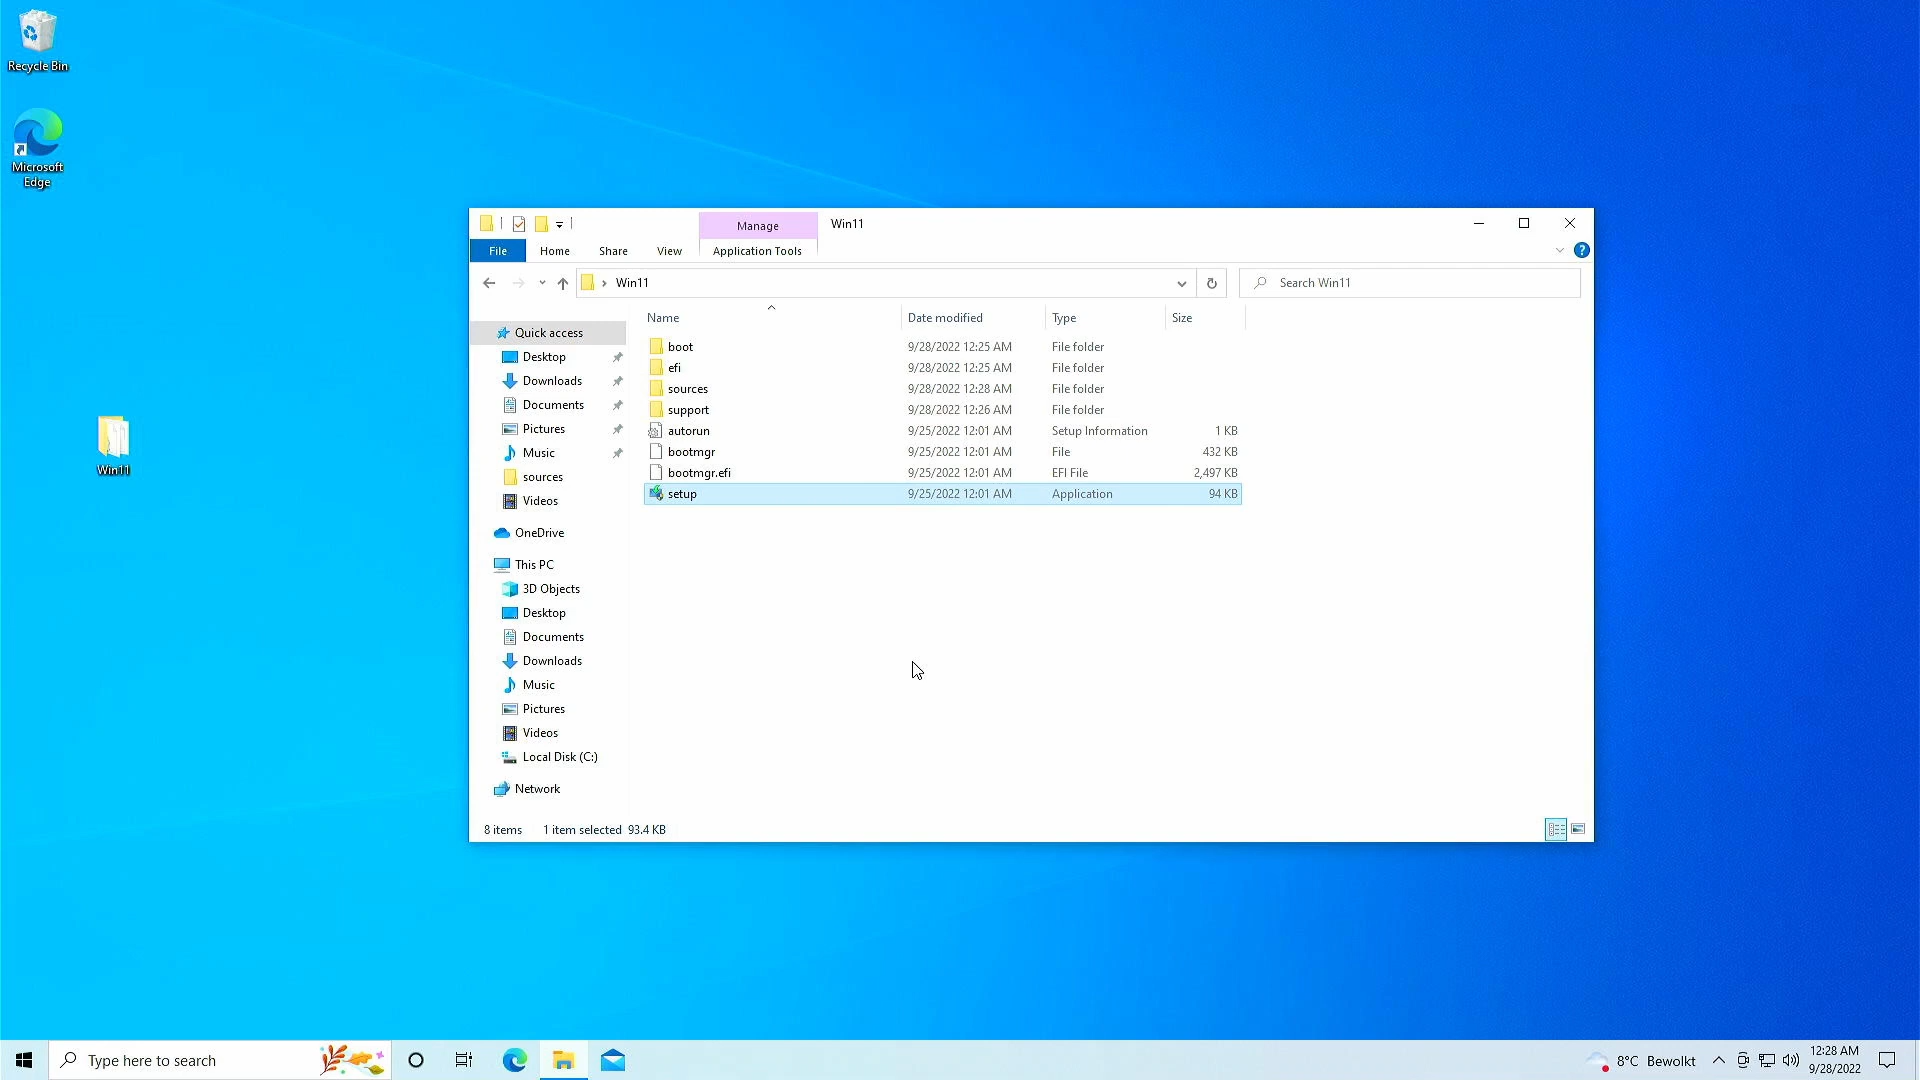 Recycle Bin
Microsoft
Edge
Win11
Manage
Win11
File
Home
Share
View
Application Tools
Win11
Search Win11
Name
Date modified
Type
Size
Quick access
Desktop
Downloads
Documents
Pictures
Music
sources
Videos
OneDrive
This PC
3D Objects
Desktop
Documents
Downloads
Music
Pictures
Videos
Local Disk (C:)
Network
boot 9/28/2022 12:25 AM File folder
efi 9/28/2022 12:25 AM File folder
sources 9/28/2022 12:28 AM File folder
support 9/28/2022 12:26 AM File folder
autorun 9/25/2022 12:01 AM Setup Information 1 KB
bootmgr 9/25/2022 12:01 AM File 432 KB
bootmgr.efi 9/25/2022 12:01 AM EFI File 2,497 KB
setup 9/25/2022 12:01 AM Application 94 KB
8 items 1 item selected 93.4 KB
Type here to search
8°C Bewolkt
12:28 AM
9/28/2022